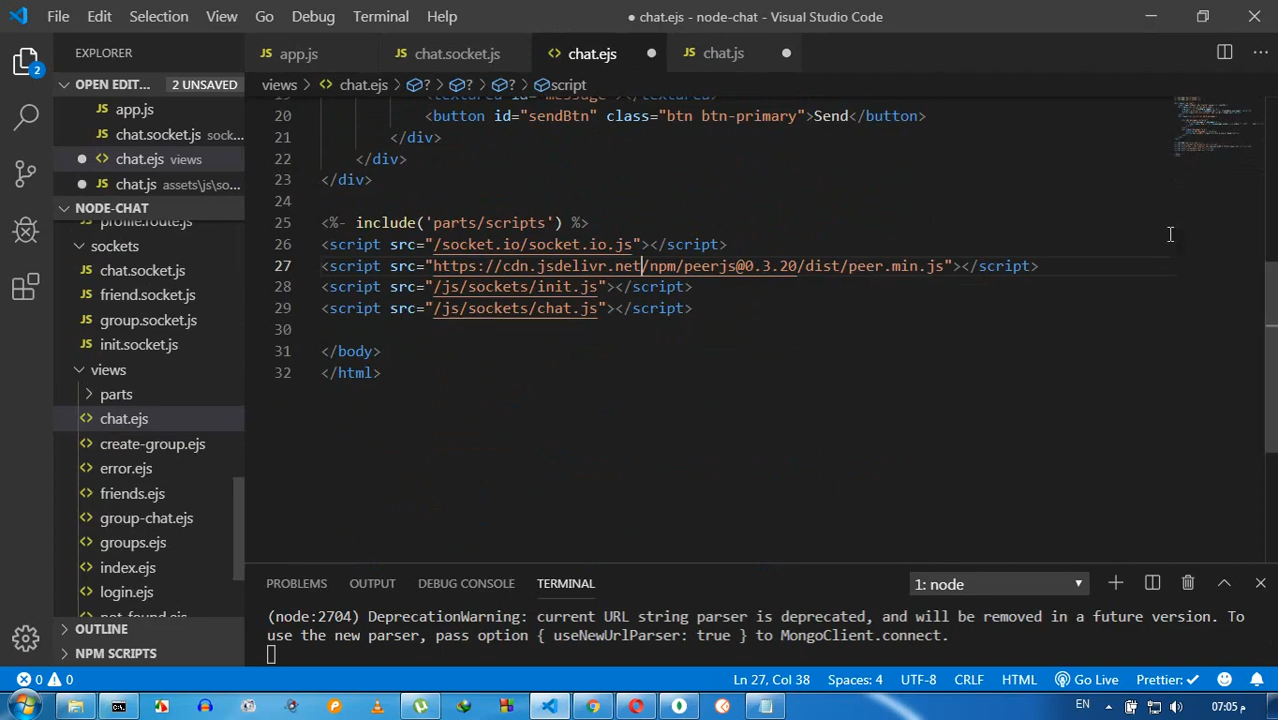 File Edit Selection View Go Debug Terminal Help
● chat.ejs - node-chat - Visual Studio Code
EXPLORER
app.js
chat.socket.js
chat.ejs
chat.js
OPEN EDIT... 2 UNSAVED
views > chat.ejs > ? > ? > ? > script
app.js
chat.socket.js sock...
chat.ejs views
chat.js assets\js\so...
NODE-CHAT
profile.route.js
sockets
friend.socket.js
group.socket.js
init.socket.js
views
parts
chat.ejs
create-group.ejs
error.ejs
friends.ejs
group-chat.ejs
groups.ejs
index.ejs
login.ejs
not-found.ejs
OUTLINE
NPM SCRIPTS
20 <button id="sendBtn" class="btn btn-primary">Send</button>
21 </div>
22 </div>
23 </div>
24
25 <%- include('parts/scripts') %>
26 <script src="/socket.io/socket.io.js"></script>
27 <script src="https://cdn.jsdelivr.net/npm/peerjs@0.3.20/dist/peer.min.js"></script>
28 <script src="/js/sockets/init.js"></script>
29 <script src="/js/sockets/chat.js"></script>
30
31 </body>
32 </html>
PROBLEMS OUTPUT DEBUG CONSOLE TERMINAL 1: node
(node:2704) DeprecationWarning: current URL string parser is deprecated, and will be removed in a future version. To
use the new parser, pass option { useNewUrlParser: true } to MongoClient.connect.
0 0 Ln 27, Col 38 Spaces: 4 UTF-8 CRLF HTML Go Live Prettier: ✓
EN 07:05 م